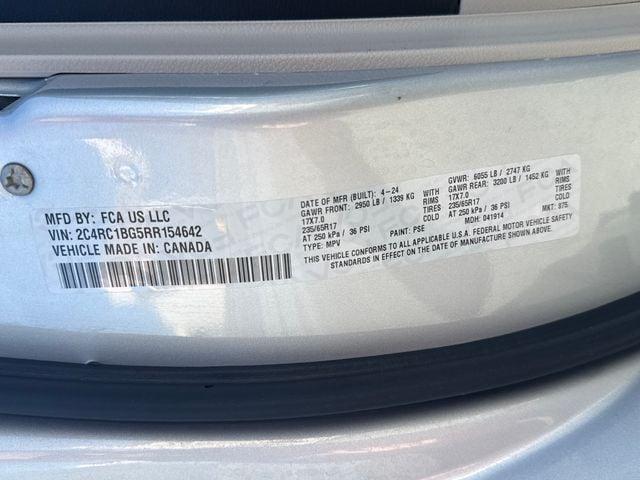 MFD BY: FCA US LLC
VIN: 2C4RC1BG5RR154642
VEHICLE MADE IN: CANADA
DATE OF MFR (BUILT): 4-24
GAWR FRONT: 2950 LB / 1339 KG WITH
17X7.0 RIMS
235/65R17 TIRES
AT 250 kPa / 36 PSI COLD
TYPE: MPV PAINT: PSE
GVWR: 6055 LB / 2747 KG
GAWR REAR: 3200 LB / 1452 KG WITH
17X7.0 RIMS
235/65R17 TIRES
AT 250 kPa / 36 PSI COLD
MDH: 041914 MKT:
THIS VEHICLE CONFORMS TO ALL APPLICABLE U.S.A. FEDERAL MOTOR VEHICLE SAFETY
STANDARDS IN EFFECT ON THE DATE OF MANUFACTURE SHOWN ABOVE.